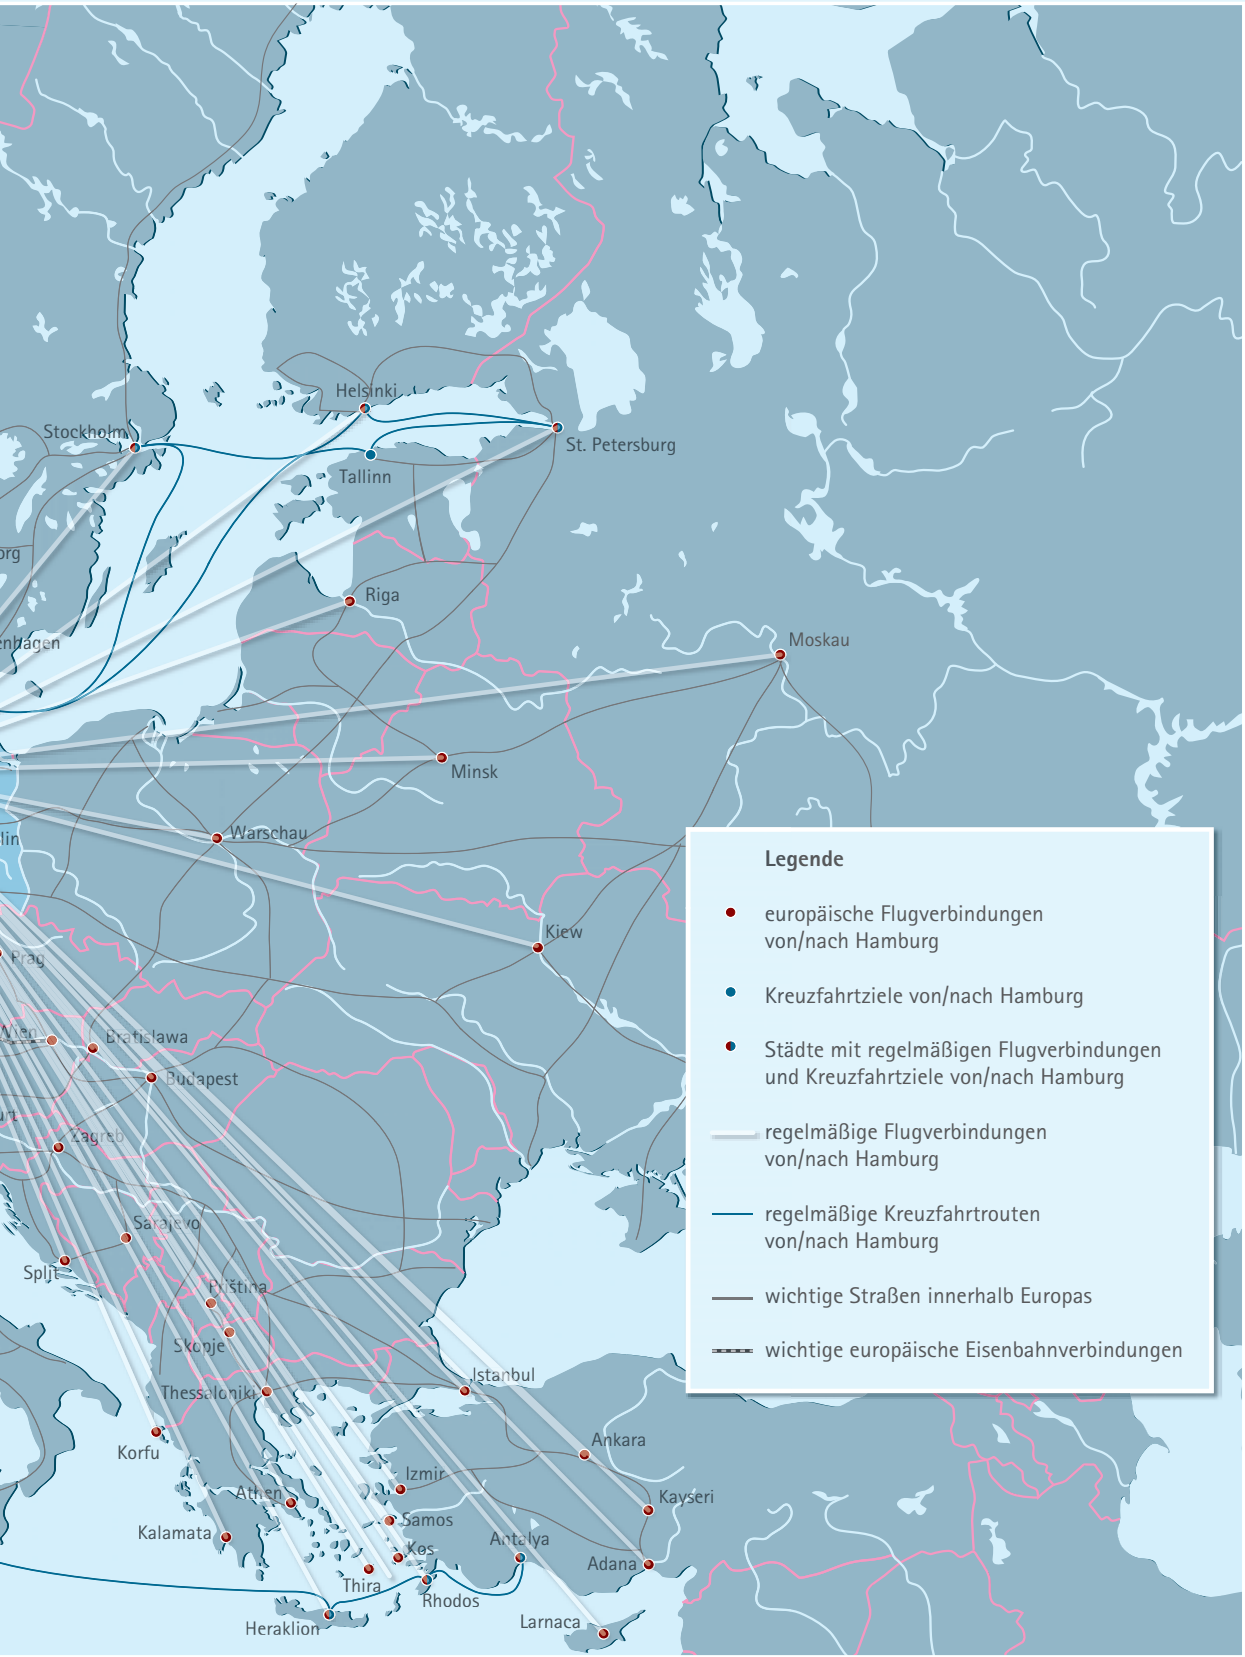 Helsinki
Stockholm
St. Petersburg
Tallinn
Riga
Moskau
Minsk
Warschau
Kiew
Prag
Wien
Bratislawa
Budapest
Zagreb
Sarajevo
Split
Priština
Skopje
Thessaloniki
Istanbul
Korfu
Ankara
Izmir
Athen
Kayseri
Samos
Kalamata
Antalya
Kos
Adana
Thira
Rhodos
Heraklion
Larnaca
Legende
europäische Flugverbindungen
von/nach Hamburg
Kreuzfahrtziele von/nach Hamburg
Städte mit regelmäßigen Flugverbindungen
und Kreuzfahrtziele von/nach Hamburg
regelmäßige Flugverbindungen
von/nach Hamburg
regelmäßige Kreuzfahrtrouten
von/nach Hamburg
wichtige Straßen innerhalb Europas
wichtige europäische Eisenbahnverbindungen